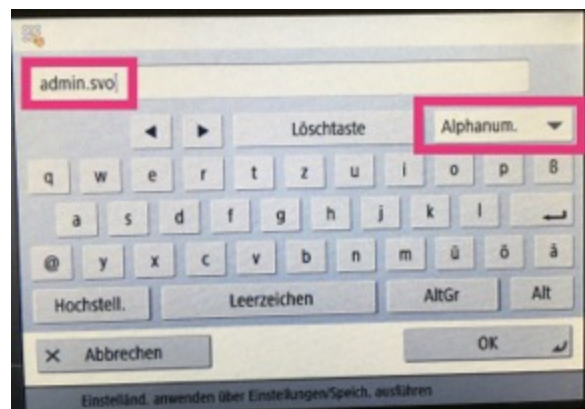 admin.svo
Löschtaste Alphanum.
q w e r t z u i o p ß
a s d f g h j k l
@ y x c v b n m ü ö ä
Hochstell. Leerzeichen AltGr Alt
× Abbrechen OK
Einstelländ. anwenden über Einstellungen/Speich. ausführen